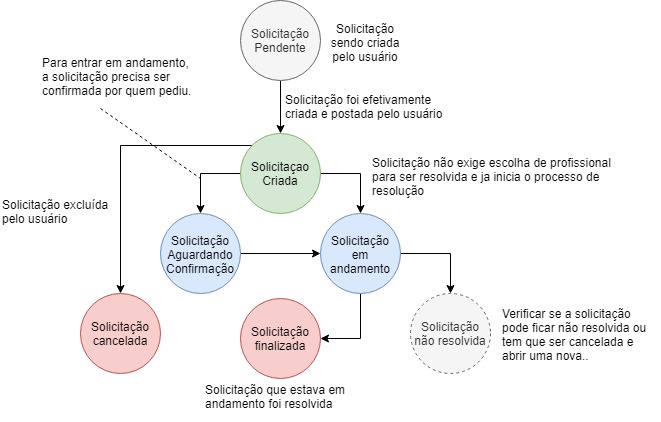 Solicitação
Pendente
Solicitação
sendo criada
pelo usuário
Para entrar em andamento,
a solicitação precisa ser
confirmada por quem pediu.
Solicitação foi efetivamente
criada e postada pelo usuário
Solicitaçao
Criada
Solicitação não exige escolha de profissional
para ser resolvida e ja inicia o processo de
resolução
Solicitação excluída
pelo usuário
Solicitação
Aguardando
Confirmação
Solicitação
em
andamento
Solicitação
cancelada
Solicitação
finalizada
Solicitação
não resolvida
Verificar se a solicitação
pode ficar não resolvida ou
tem que ser cancelada e
abrir uma nova..
Solicitação que estava em
andamento foi resolvida